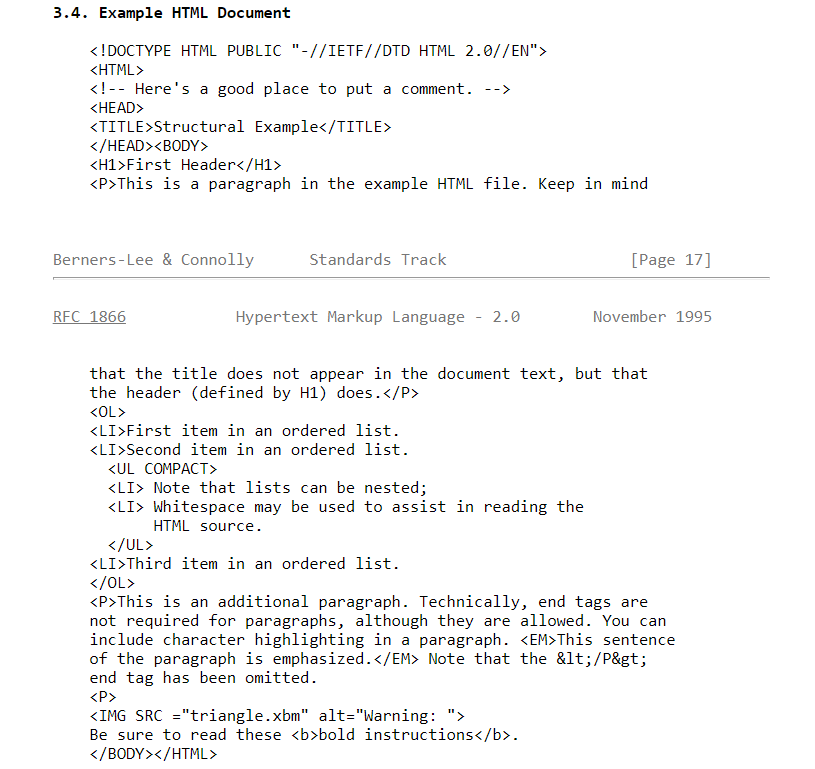 3.4. Example HTML Document
<!DOCTYPE HTML PUBLIC "-//IETF//DTD HTML 2.0//EN">
<HTML>
<!-- Here's a good place to put a comment. -->
<HEAD>
<TITLE>Structural Example</TITLE>
</HEAD><BODY>
<H1>First Header</H1>
<P>This is a paragraph in the example HTML file. Keep in mind
Berners-Lee & Connolly Standards Track [Page 17]
RFC 1866 Hypertext Markup Language - 2.0 November 1995
that the title does not appear in the document text, but that
the header (defined by H1) does.</P>
<OL>
<LI>First item in an ordered list.
<LI>Second item in an ordered list.
<UL COMPACT>
<LI> Note that lists can be nested;
<LI> Whitespace may be used to assist in reading the
HTML source.
</UL>
<LI>Third item in an ordered list.
</OL>
<P>This is an additional paragraph. Technically, end tags are
not required for paragraphs, although they are allowed. You can
include character highlighting in a paragraph. <EM>This sentence
of the paragraph is emphasized.</EM> Note that the &lt;/P&gt;
end tag has been omitted.
<P>
<IMG SRC ="triangle.xbm" alt="Warning: ">
Be sure to read these <b>bold instructions</b>.
</BODY></HTML>